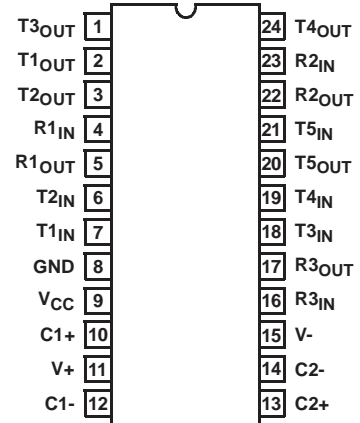 T3OUT 1 24 T4OUT
T1OUT 2 23 R2IN
T2OUT 3 22 R2OUT
R1IN 4 21 T5IN
R1OUT 5 20 T5OUT
T2IN 6 19 T4IN
T1IN 7 18 T3IN
GND 8 17 R3OUT
VCC 9 16 R3IN
C1+ 10 15 V-
V+ 11 14 C2-
C1- 12 13 C2+